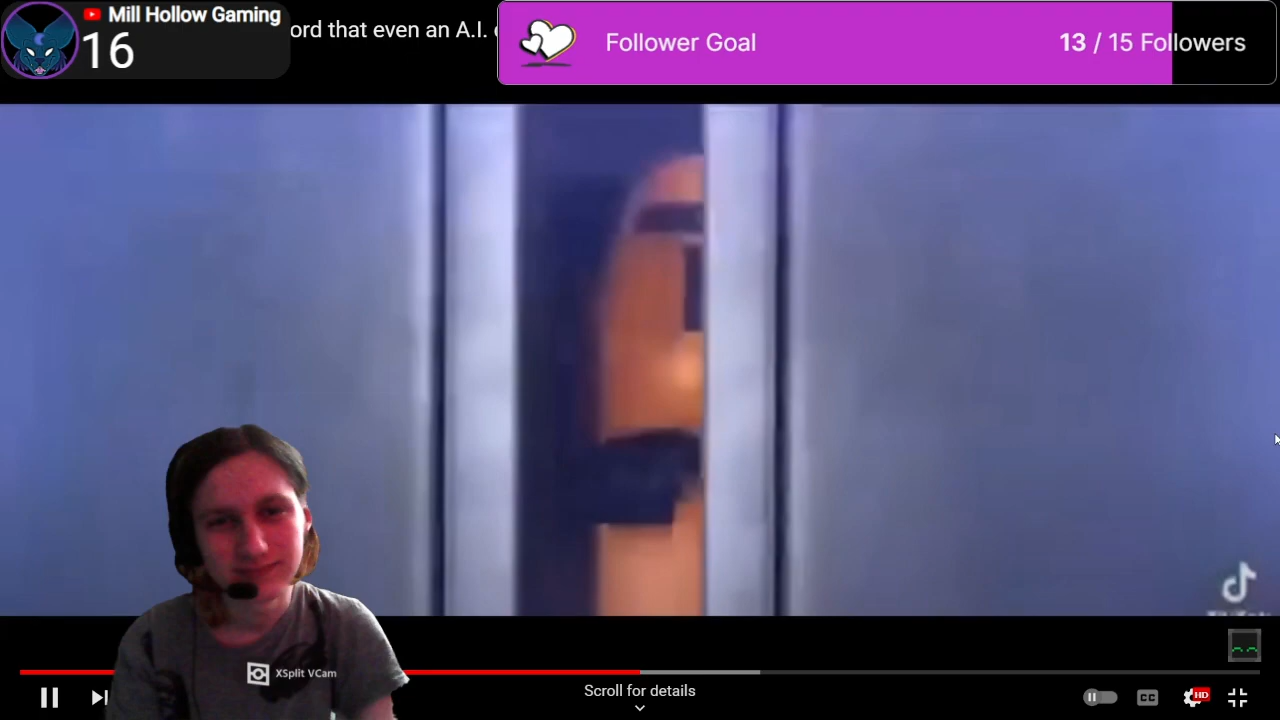 Mill Hollow Gaming
16
ord that even an A.I.
Follower Goal
13 / 15 Followers
XSplit VCam
Scroll for details
CC
HD